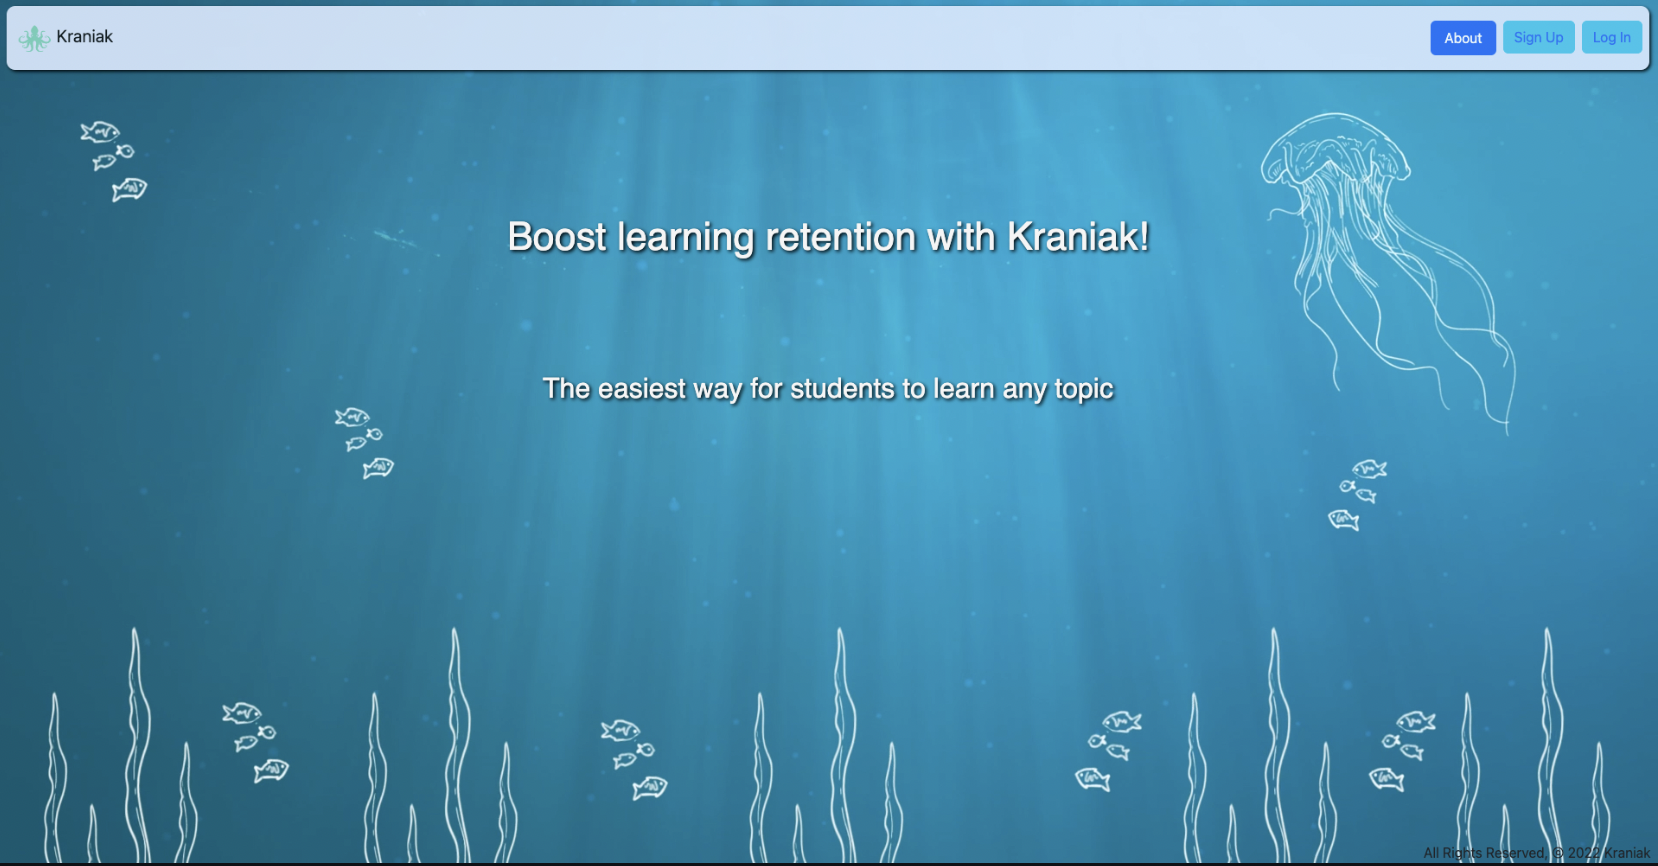 Kraniak
About
Sign Up
Log In
Boost learning retention with Kraniak!
The easiest way for students to learn any topic
All Rights Reserved, © 2022 Kraniak